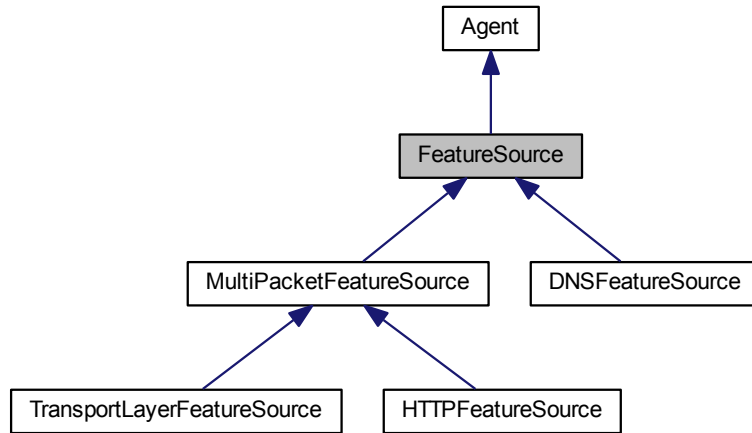 Agent
FeatureSource
MultiPacketFeatureSource
DNSFeatureSource
TransportLayerFeatureSource
HTTPFeatureSource